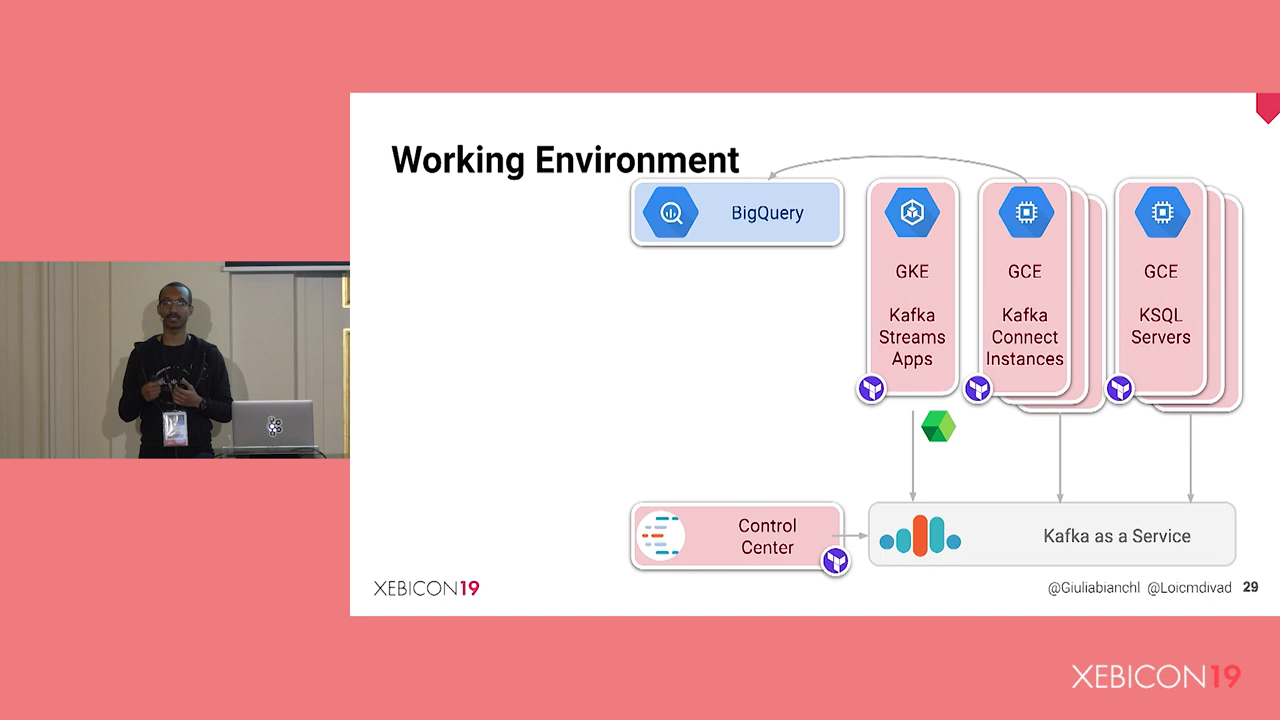 Working Environment
BigQuery
GKE
Kafka
Streams
Apps
GCE
Kafka
Connect
Instances
GCE
KSQL
Servers
Control
Center
Kafka as a Service
XEBICON19
@Giuliabianchl @Loicmdivad 29
XEBICON19